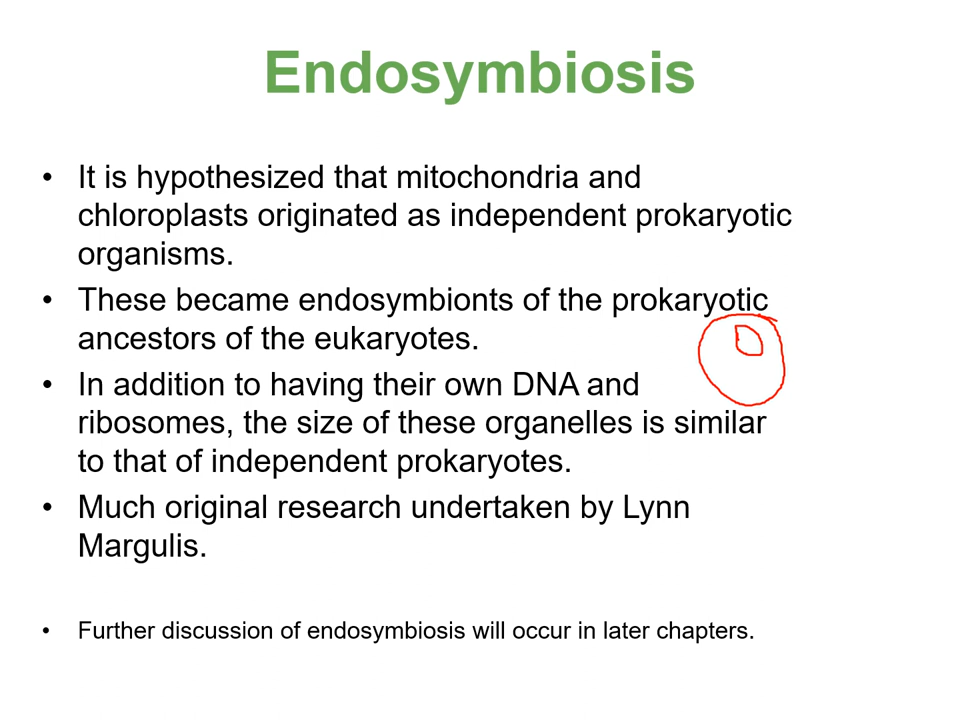 Endosymbiosis
• It is hypothesized that mitochondria and
chloroplasts originated as independent prokaryotic
organisms.
• These became endosymbionts of the prokaryotic
ancestors of the eukaryotes.
• In addition to having their own DNA and
ribosomes, the size of these organelles is similar
to that of independent prokaryotes.
• Much original research undertaken by Lynn
Margulis.
• Further discussion of endosymbiosis will occur in later chapters.